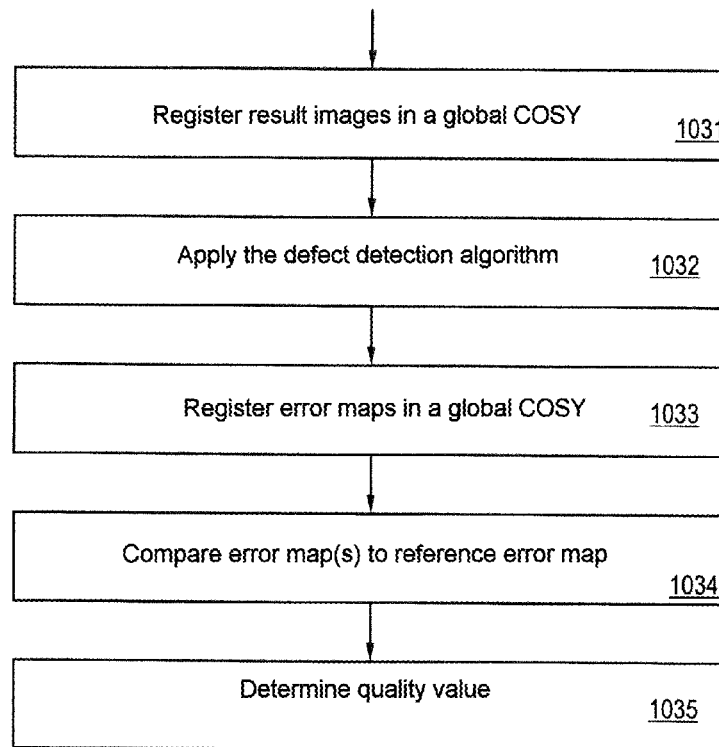 Register result images in a global COSY
1031
Apply the defect detection algorithm
1032
Register error maps in a global COSY
1033
Compare error map(s) to reference error map
1034
Determine quality value
1035